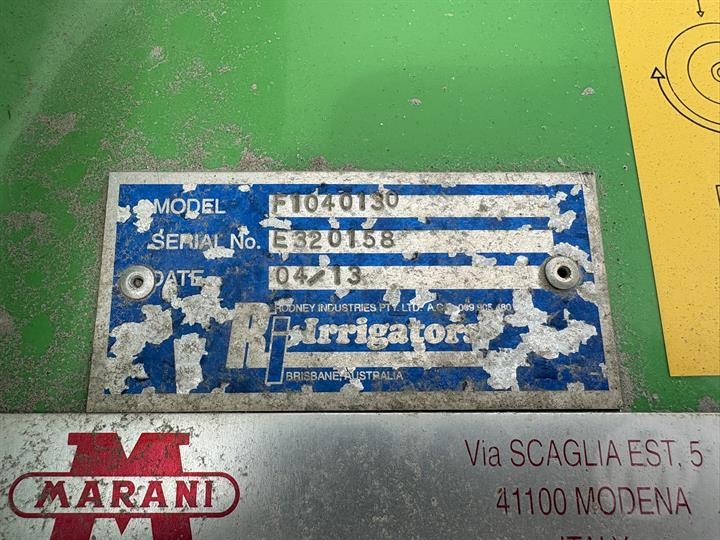 MODEL F1040130
SERIAL No. E320158
DATE 04/13
RODNEY INDUSTRIES PTY. LTD.
Ri Irrigators
BRISBANE, AUSTRALIA
MARANI
Via SCAGLIA EST, 5
41100 MODENA
ITALY